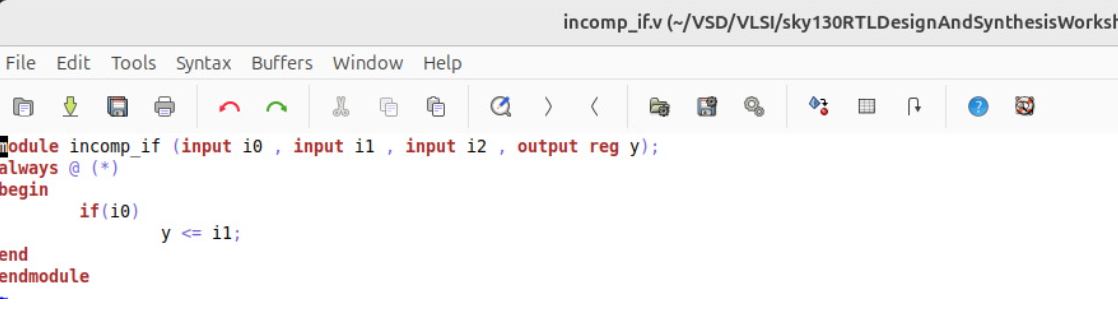 incomp_if.v (~/VSD/VLSI/sky130RTLDesignAndSynthesisWorksh
File Edit Tools Syntax Buffers Window Help
module incomp_if (input i0 , input i1 , input i2 , output reg y);
always @ (*)
begin
if(i0)
y <= i1;
end
endmodule
~